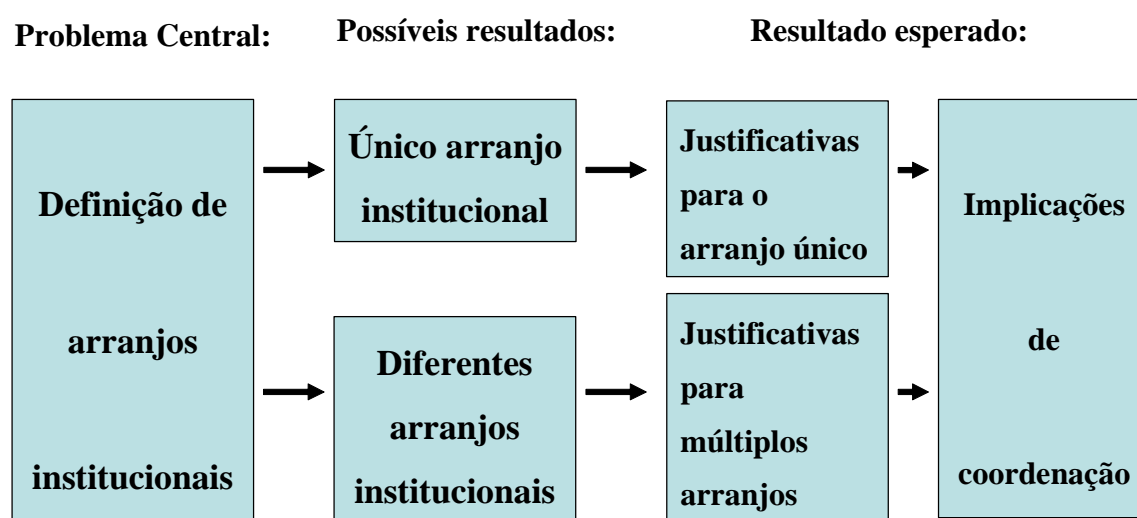 Problema Central:
Possíveis resultados:
Resultado esperado:
Definição de
arranjos
institucionais
Único arranjo
institucional
Diferentes
arranjos
institucionais
Justificativas
para o
arranjo único
Justificativas
para
múltiplos
arranjos
Implicações
de
coordenação